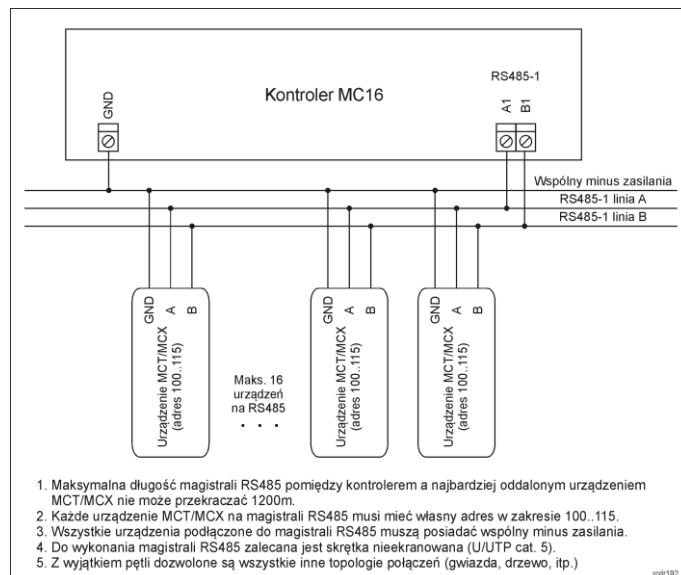 Kontroler MC16
RS485-1
GND
A1
B1
Wspólny minus zasilania
RS485-1 linia A
RS485-1 linia B
GND
A
B
Urządzenie MCT/MCX
(adres 100..115)
Maks. 16
urządzeń
na RS485
. . .
GND
A
B
Urządzenie MCT/MCX
(adres 100..115)
GND
A
B
Urządzenie MCT/MCX
(adres 100..115)
1. Maksymalna długość magistrali RS485 pomiędzy kontrolerem a najbardziej oddalonym urządzeniem
MCT/MCX nie może przekraczać 1200m.
2. Każde urządzenie MCT/MCX na magistrali RS485 musi mieć własny adres w zakresie 100..115.
3. Wszystkie urządzenia podłączone do magistrali RS485 muszą posiadać wspólny minus zasilania.
4. Do wykonania magistrali RS485 zalecana jest skrętka nieekranowana (U/UTP cat. 5).
5. Z wyjątkiem pętli dozwolone są wszystkie inne topologie połączeń (gwiazda, drzewo, itp.)